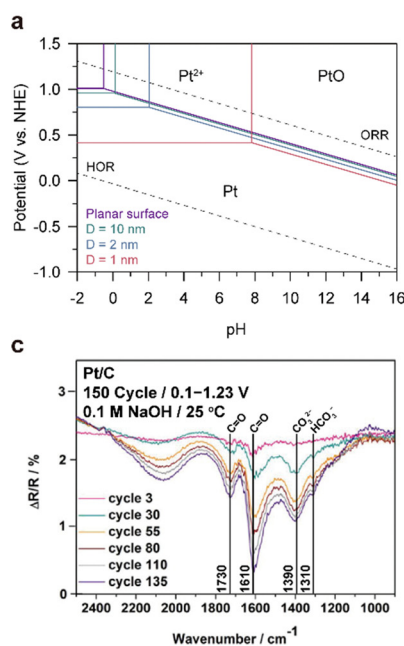 a
Potential (V vs. NHE)
1.5
1.0
0.5
0.0
-0.5
-1.0
Pt²⁺
PtO
ORR
HOR
Pt
Planar surface
D = 10 nm
D = 2 nm
D = 1 nm
-2 0 2 4 6 8 10 12 14 16
pH
c
Pt/C
150 Cycle / 0.1–1.23 V
0.1 M NaOH / 25 °C
C=O
C=O
CO₃²⁻
HCO₃⁻
ΔR/R / %
3
2
1
0
cycle 3
cycle 30
cycle 55
cycle 80
cycle 110
cycle 135
1730
1610
1390
1310
2500 2000 1800 1600 1400 1200 1000
Wavenumber / cm⁻¹